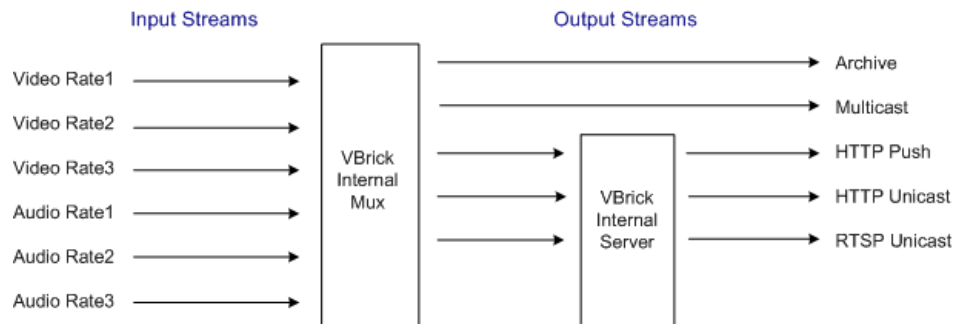 Input Streams
Output Streams
Video Rate1
Video Rate2
Video Rate3
Audio Rate1
Audio Rate2
Audio Rate3
VBrick
Internal
Mux
VBrick
Internal
Server
Archive
Multicast
HTTP Push
HTTP Unicast
RTSP Unicast